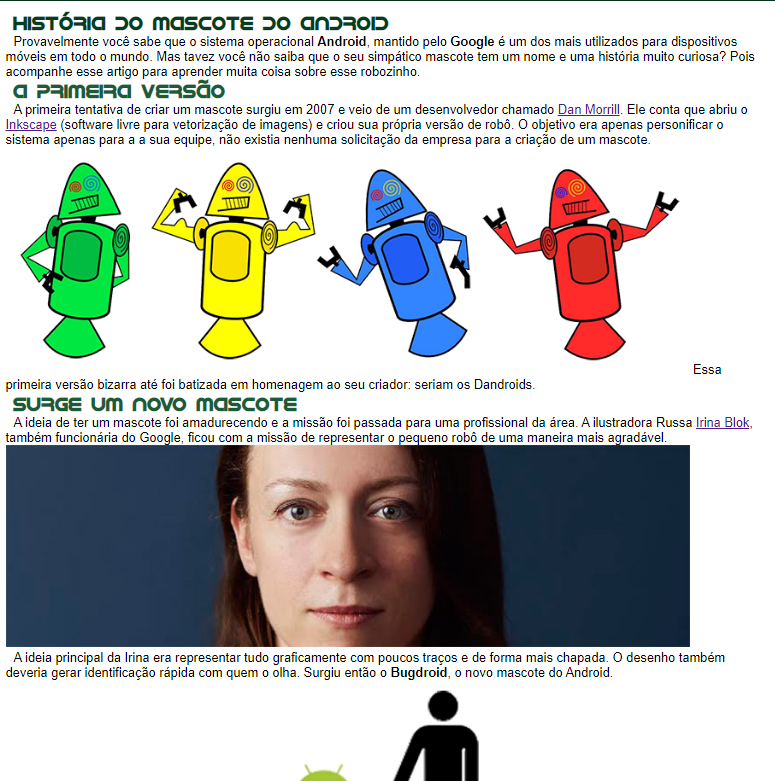 História do Mascote do Android
Provavelmente você sabe que o sistema operacional Android, mantido pelo Google é um dos mais utilizados para dispositivos
móveis em todo o mundo. Mas tavez você não saiba que o seu simpático mascote tem um nome e uma história muito curiosa? Pois
acompanhe esse artigo para aprender muita coisa sobre esse robozinho.
A primeira versão
A primeira tentativa de criar um mascote surgiu em 2007 e veio de um desenvolvedor chamado Dan Morrill. Ele conta que abriu o
Inkscape (software livre para vetorização de imagens) e criou sua própria versão de robô. O objetivo era apenas personificar o
sistema apenas para a a sua equipe, não existia nenhuma solicitação da empresa para a criação de um mascote.
Essa
primeira versão bizarra até foi batizada em homenagem ao seu criador: seriam os Dandroids.
Surge um novo mascote
A ideia de ter um mascote foi amadurecendo e a missão foi passada para uma profissional da área. A ilustradora Russa Irina Blok,
também funcionária do Google, ficou com a missão de representar o pequeno robô de uma maneira mais agradável.
A ideia principal da Irina era representar tudo graficamente com poucos traços e de forma mais chapada. O desenho também
deveria gerar identificação rápida com quem o olha. Surgiu então o Bugdroid, o novo mascote do Android.